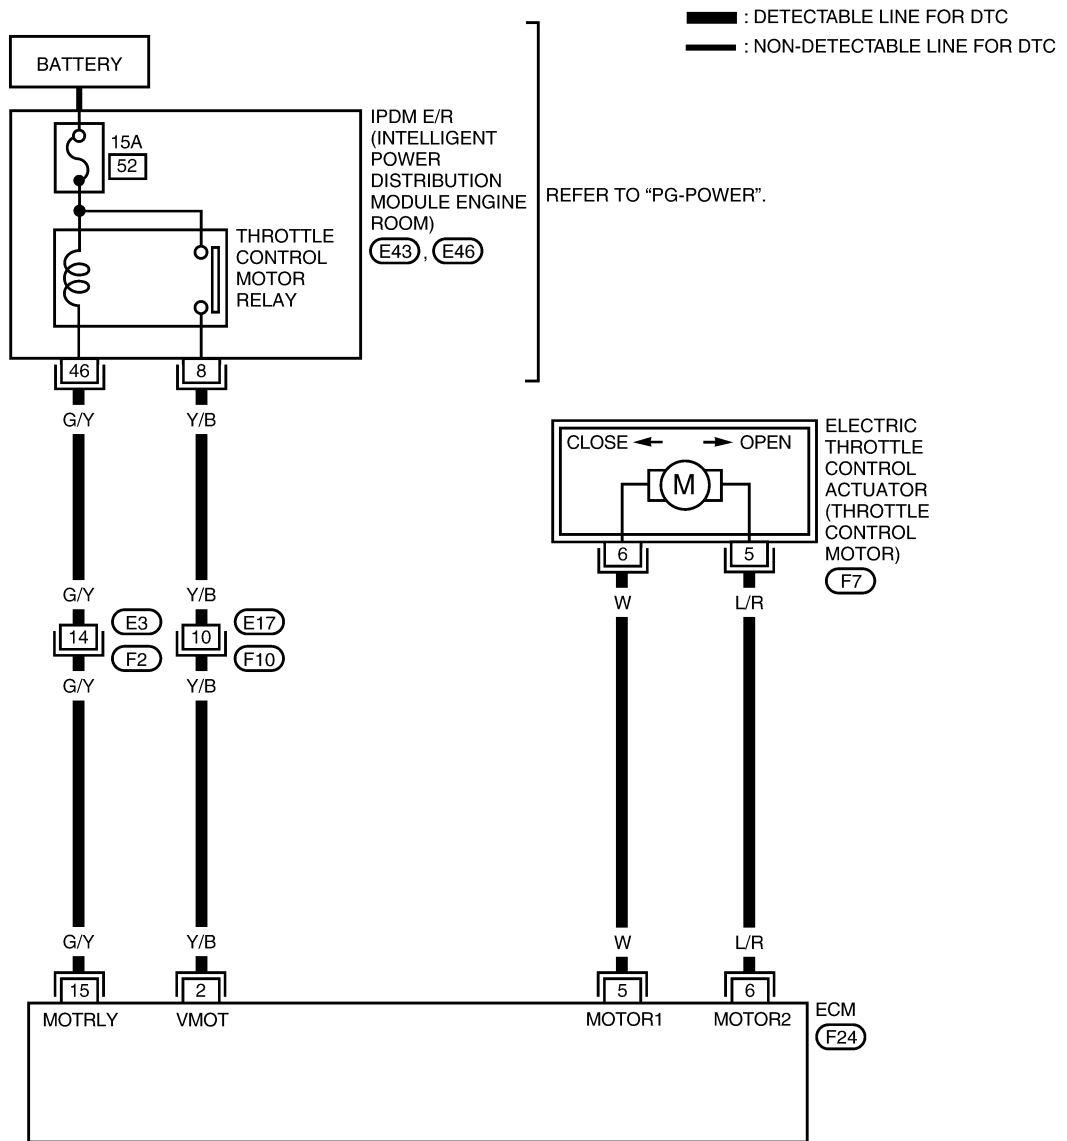 : DETECTABLE LINE FOR DTC
: NON-DETECTABLE LINE FOR DTC
BATTERY
15A
52
IPDM E/R
(INTELLIGENT
POWER
DISTRIBUTION
MODULE ENGINE
ROOM)
E43 , E46
REFER TO “PG-POWER”.
THROTTLE
CONTROL
MOTOR
RELAY
46 8
G/Y Y/B
CLOSE OPEN
M
ELECTRIC
THROTTLE
CONTROL
ACTUATOR
(THROTTLE
CONTROL
MOTOR)
F7
6 5
W L/R
G/Y Y/B
14 E3 10 E17
F2 F10
G/Y Y/B
G/Y Y/B W L/R
15 2 5 6
MOTRLY VMOT MOTOR1 MOTOR2
ECM
F24